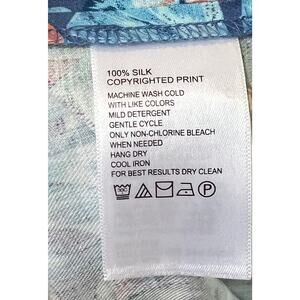 100% SILK
COPYRIGHTED PRINT
MACHINE WASH COLD
WITH LIKE COLORS
MILD DETERGENT
GENTLE CYCLE
ONLY NON-CHLORINE BLEACH
WHEN NEEDED
HANG DRY
COOL IRON
FOR BEST RESULTS DRY CLEAN
P